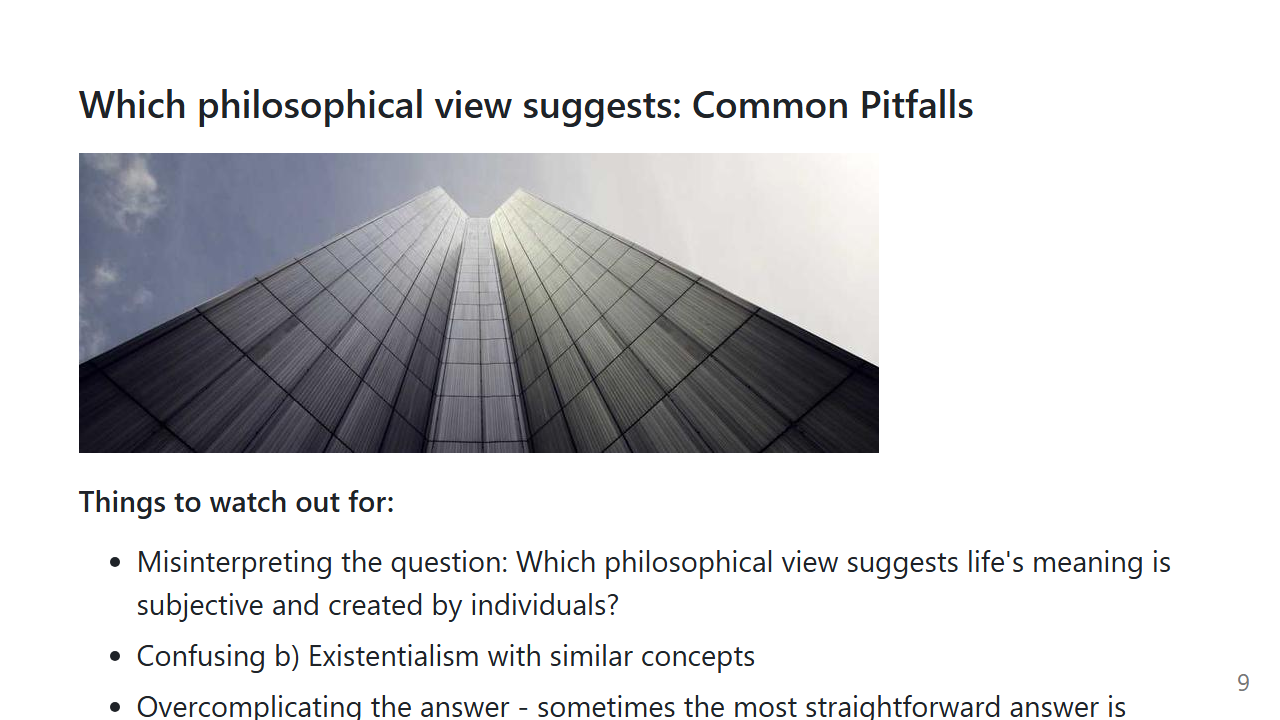 Which philosophical view suggests: Common Pitfalls
Things to watch out for:
• Misinterpreting the question: Which philosophical view suggests life's meaning is
subjective and created by individuals?
• Confusing b) Existentialism with similar concepts
• Overcomplicating the answer - sometimes the most straightforward answer is
9